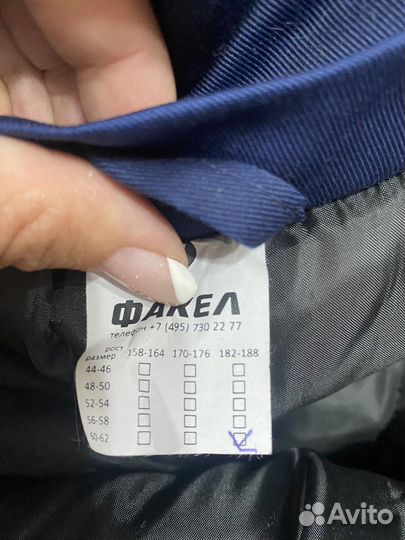 ФАКЕЛ
телефон +7 (495) 730 22 77
рост 158-164 170-176 182-188
размер
44-46
48-50
52-54
56-58
60-62
Avito